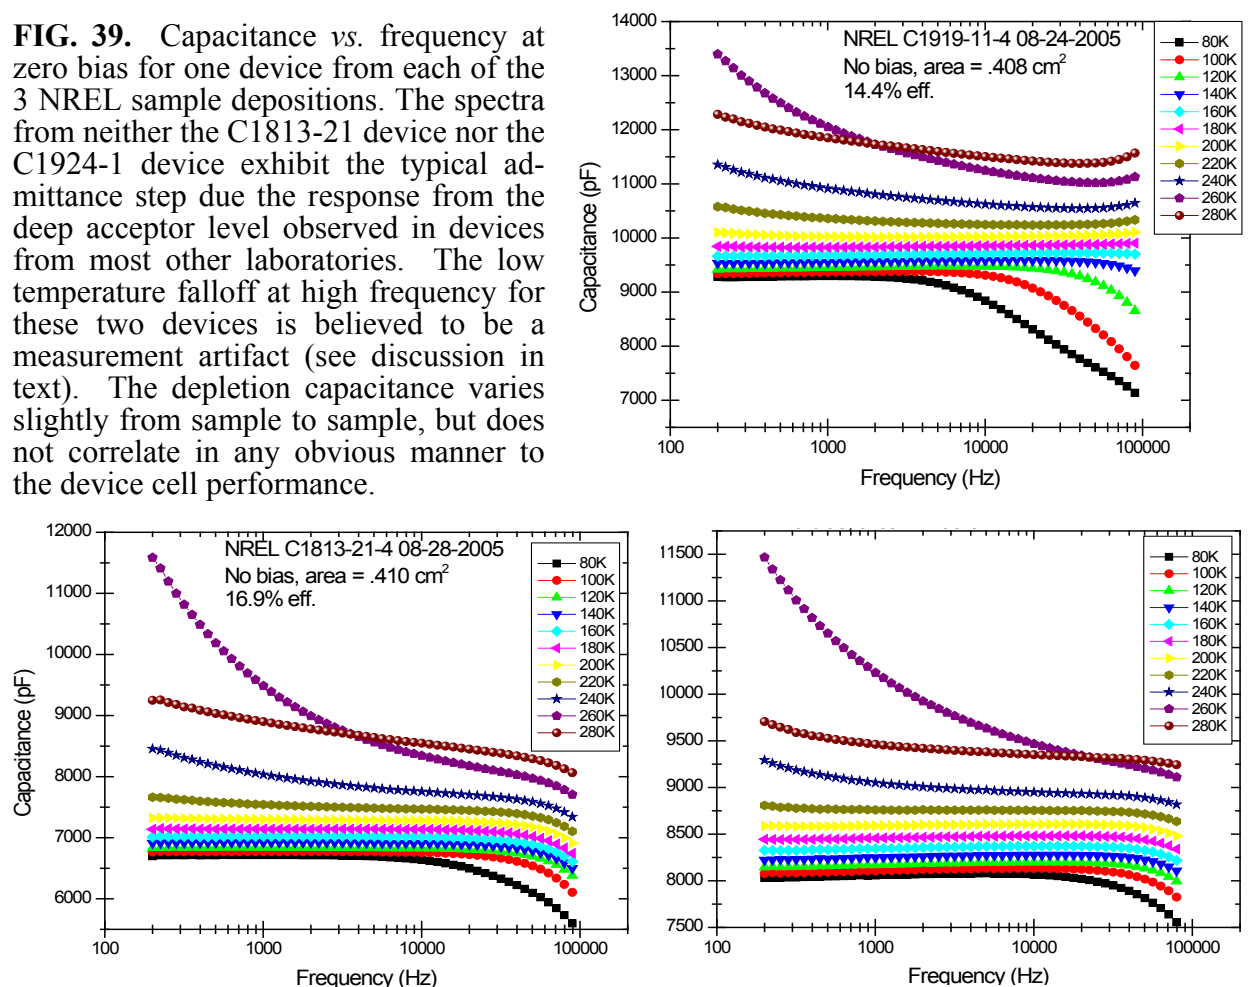 FIG. 39. Capacitance vs. frequency at
zero bias for one device from each of the
3 NREL sample depositions. The spectra
from neither the C1813-21 device nor the
C1924-1 device exhibit the typical ad-
mittance step due the response from the
deep acceptor level observed in devices
from most other laboratories. The low
temperature falloff at high frequency for
these two devices is believed to be a
measurement artifact (see discussion in
text). The depletion capacitance varies
slightly from sample to sample, but does
not correlate in any obvious manner to
the device cell performance.
NREL C1919-11-4 08-24-2005
No bias, area = .408 cm²
14.4% eff.
14000
13000
12000
11000
10000
9000
8000
7000
Capacitance (pF)
100
1000
10000
100000
Frequency (Hz)
80K
100K
120K
140K
160K
180K
200K
220K
240K
260K
280K
NREL C1813-21-4 08-28-2005
No bias, area = .410 cm²
16.9% eff.
12000
11000
10000
9000
8000
7000
6000
Capacitance (pF)
100
1000
10000
100000
Frequency (Hz)
80K
100K
120K
140K
160K
180K
200K
220K
240K
260K
280K
11500
11000
10500
10000
9500
9000
8500
8000
7500
100
1000
10000
100000
Frequency (Hz)
80K
100K
120K
140K
160K
180K
200K
220K
240K
260K
280K